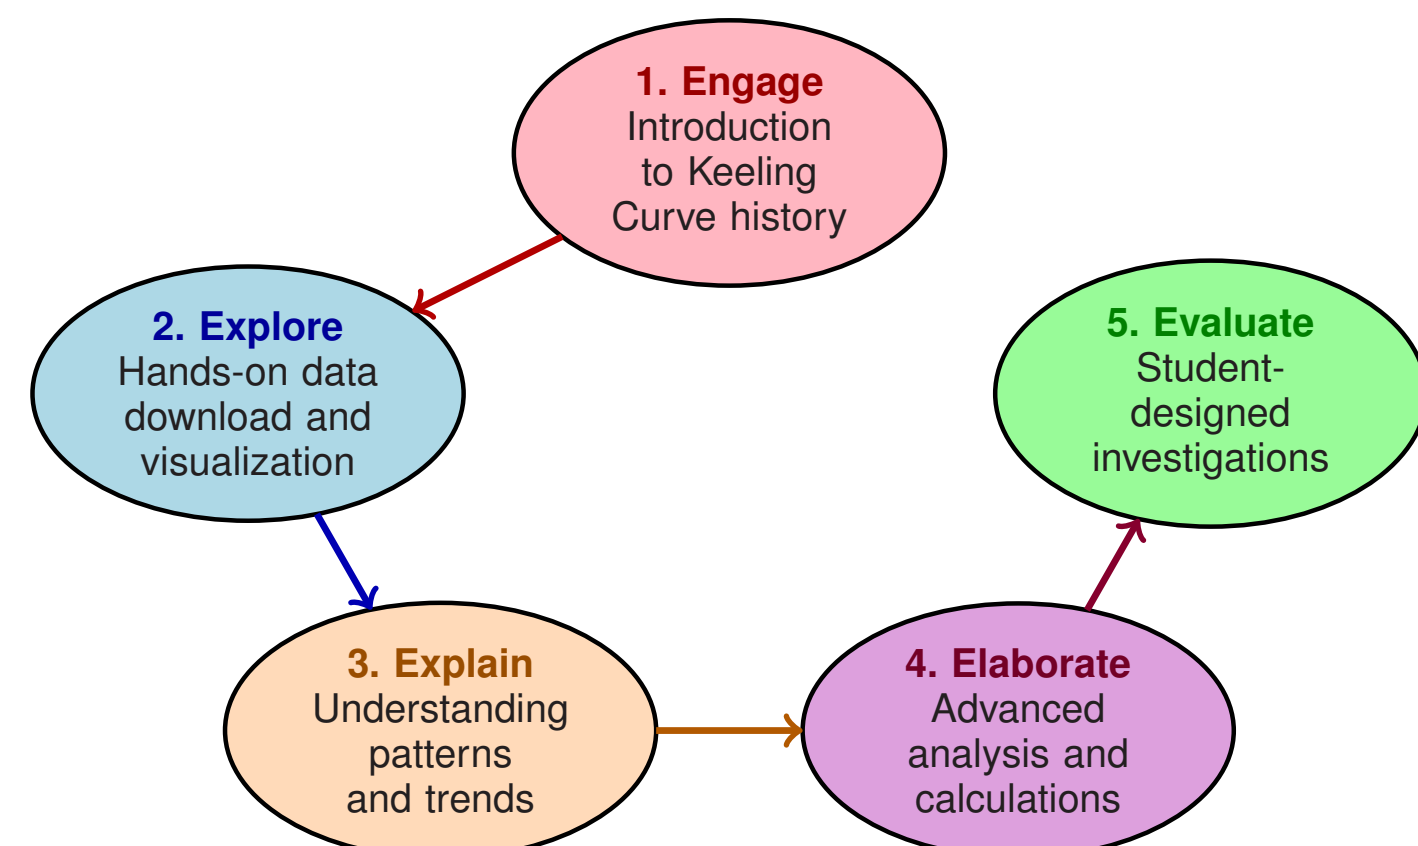 1. Engage
Introduction
to Keeling
Curve history
2. Explore
Hands-on data
download and
visualization
3. Explain
Understanding
patterns
and trends
4. Elaborate
Advanced
analysis and
calculations
5. Evaluate
Student-
designed
investigations